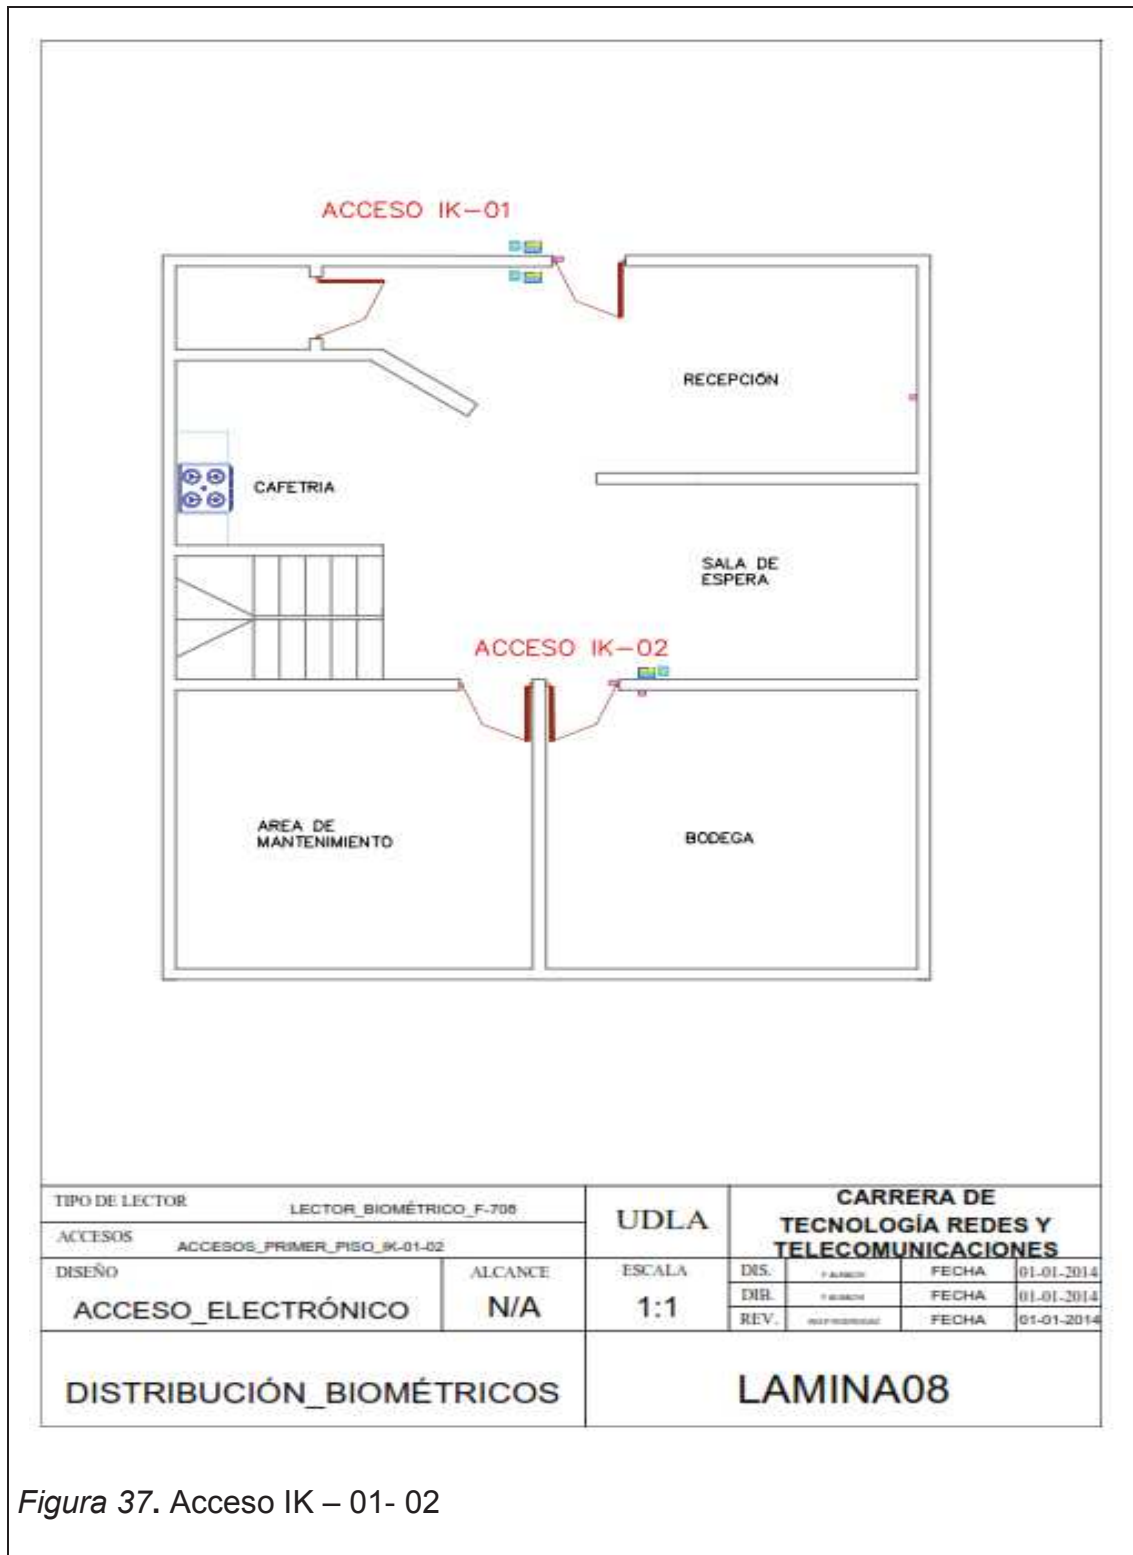 ACCESO IK-01
RECEPCIÓN
CAFETRIA
SALA DE
ESPERA
ACCESO IK-02
AREA DE
MANTENIMIENTO
BODEGA
TIPO DE LECTOR
LECTOR_BIOMÉTRICO_F-708
ACCESOS
ACCESOS_PRIMER_PISO_IK-01-02
UDLA
CARRERA DE
TECNOLOGÍA REDES Y
TELECOMUNICACIONES
DISEÑO
ACCESO_ELECTRÓNICO
ALCANCE
N/A
ESCALA
1:1
DIS. FECHA 01-01-2014
DIB. FECHA 01-01-2014
REV. FECHA 01-01-2014
DISTRIBUCIÓN_BIOMÉTRICOS
LAMINA08
Figura 37. Acceso IK – 01- 02